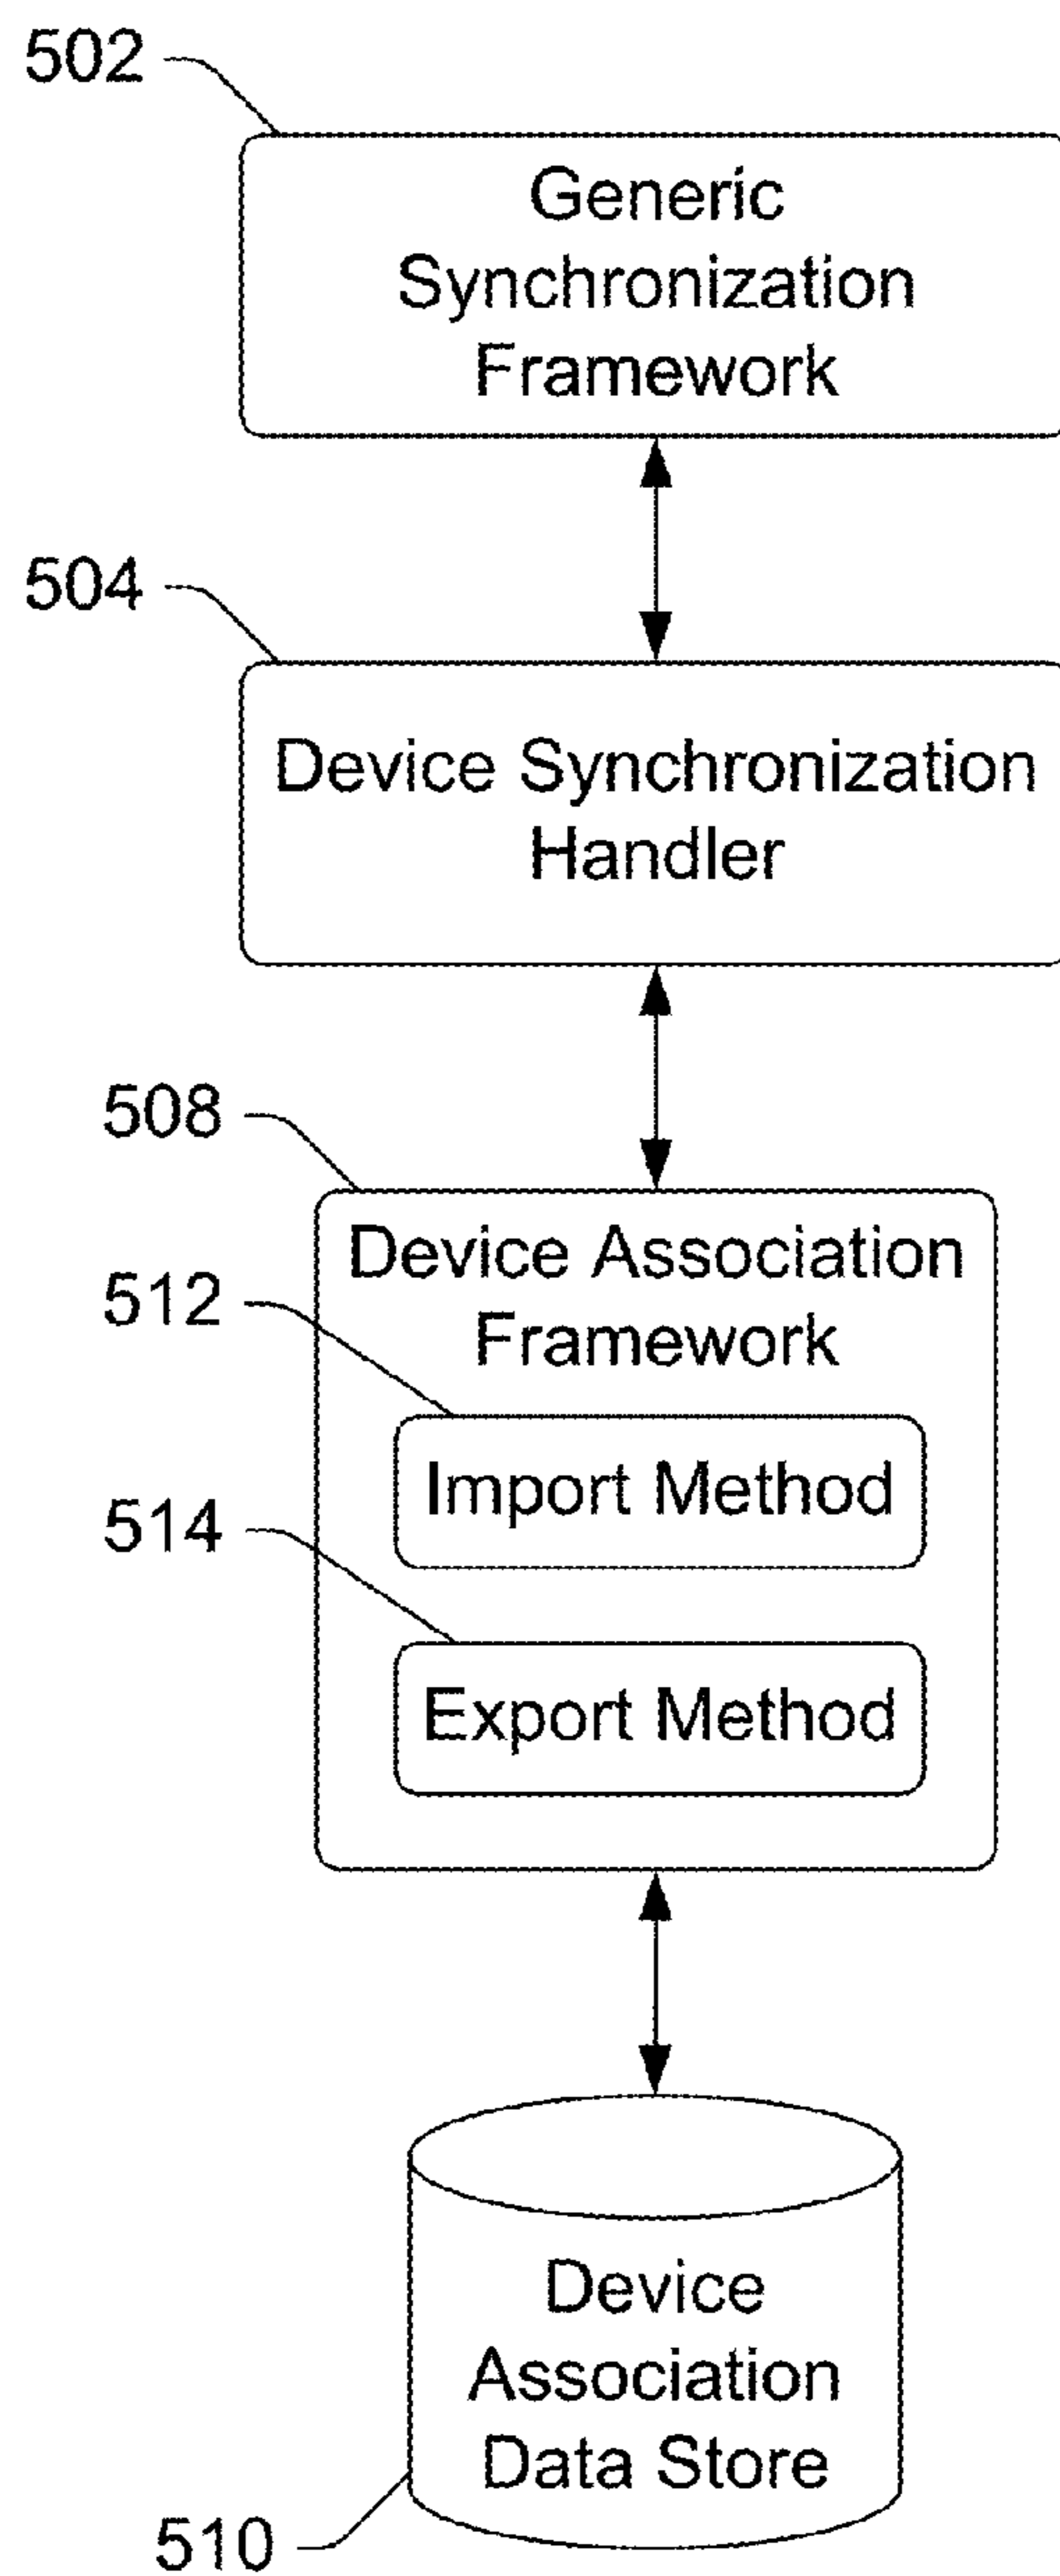 502
Generic
Synchronization
Framework
504
Device Synchronization
Handler
508
Device Association
Framework
512
Import Method
514
Export Method
Device
Association
Data Store
510